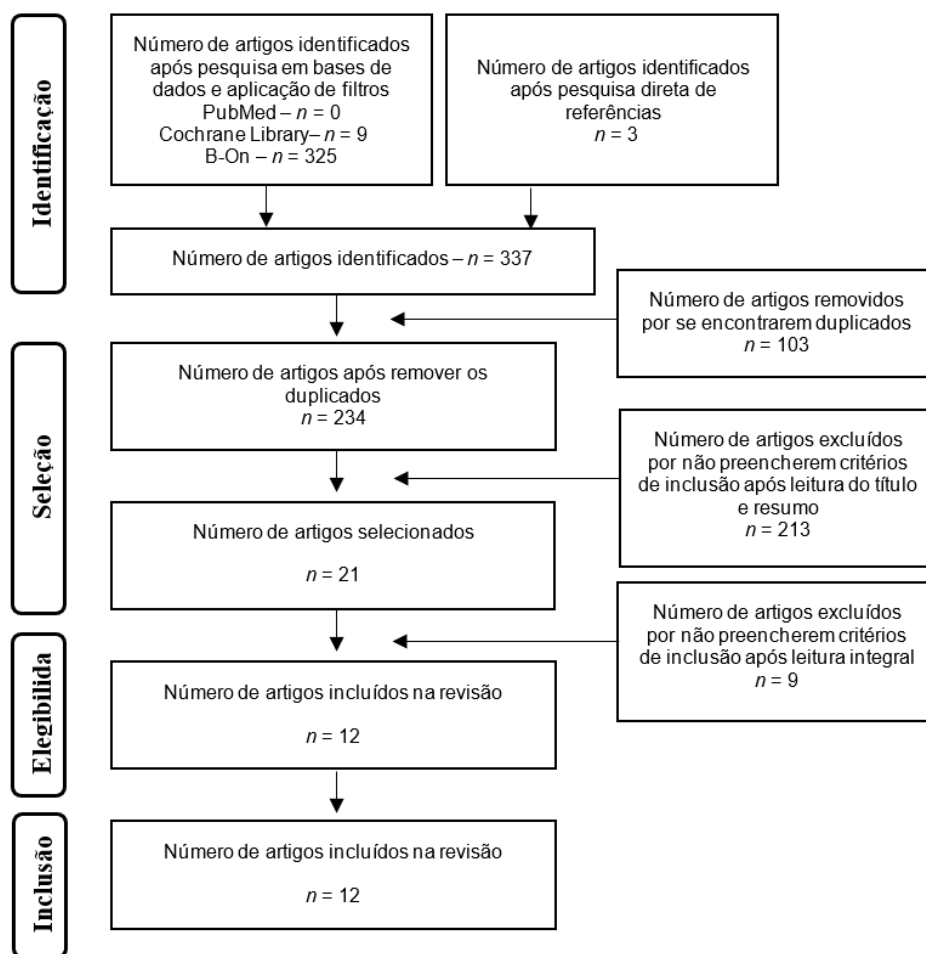 Identificação
Número de artigos identificados
após pesquisa em bases de
dados e aplicação de filtros
PubMed – n = 0
Cochrane Library– n = 9
B-On – n = 325
Número de artigos identificados
após pesquisa direta de
referências
n = 3
Número de artigos identificados – n = 337
Número de artigos removidos
por se encontrarem duplicados
n = 103
Seleção
Número de artigos após remover os
duplicados
n = 234
Número de artigos excluídos
por não preencherem critérios
de inclusão após leitura do título
e resumo
n = 213
Número de artigos selecionados
n = 21
Número de artigos excluídos
por não preencherem critérios
de inclusão após leitura integral
n = 9
Elegibilida
Número de artigos incluídos na revisão
n = 12
Inclusão
Número de artigos incluídos na revisão
n = 12